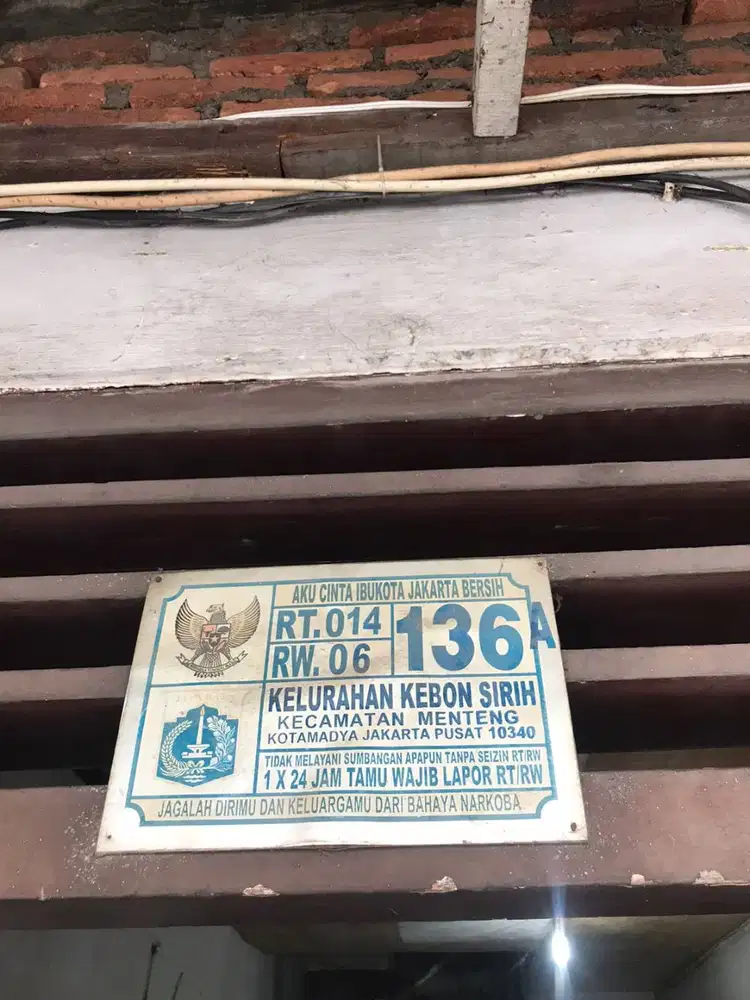 AKU CINTA IBUKOTA JAKARTA BERSIH
RT. 014
RW. 06
136A
KELURAHAN KEBON SIRIH
KECAMATAN MENTENG
KOTAMADYA JAKARTA PUSAT 10340
TIDAK MELAYANI SUMBANGAN APAPUN TANPA SEIZIN RT/RW
1 X 24 JAM TAMU WAJIB LAPOR RT/RW
JAGALAH DIRIMU DAN KELUARGAMU DARI BAHAYA NARKOBA.